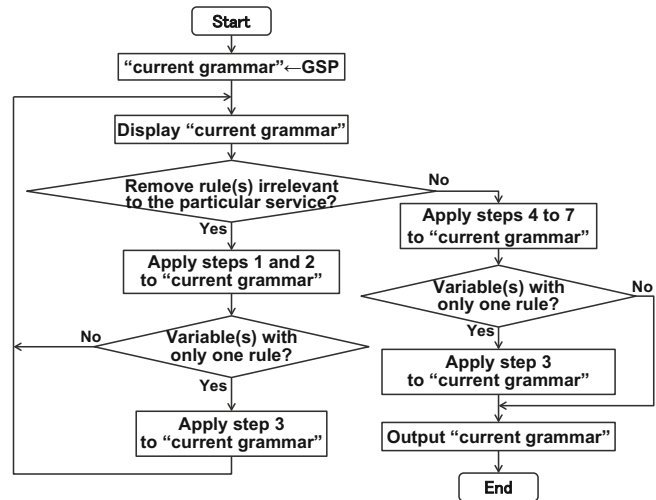 Start
“current grammar”←GSP
Display “current grammar”
Remove rule(s) irrelevant
to the particular service?
No
Yes
Apply steps 1 and 2
to “current grammar”
Variable(s) with
only one rule?
No
Yes
Apply step 3
to “current grammar”
Apply steps 4 to 7
to “current grammar”
Variable(s) with
only one rule?
No
Yes
Apply step 3
to “current grammar”
Output “current grammar”
End